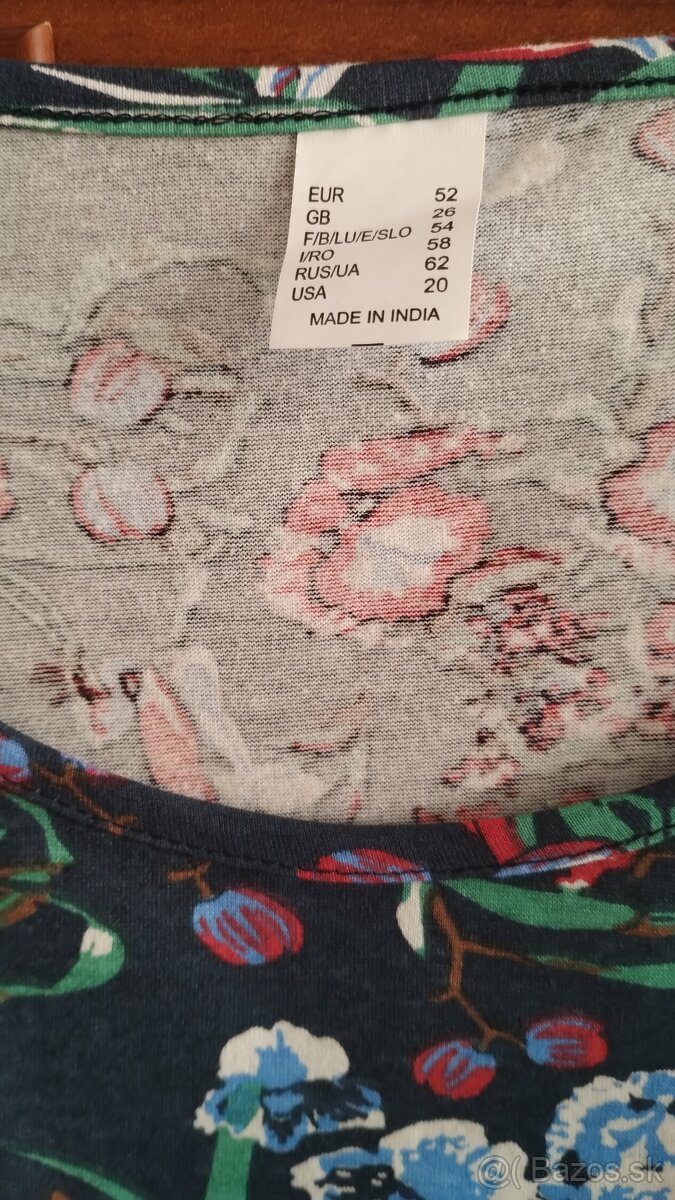 EUR 52
GB 26
F/B/LU/E/SLO 54
I/RO 58
RUS/UA 62
USA 20
MADE IN INDIA
@( Bazos.sk